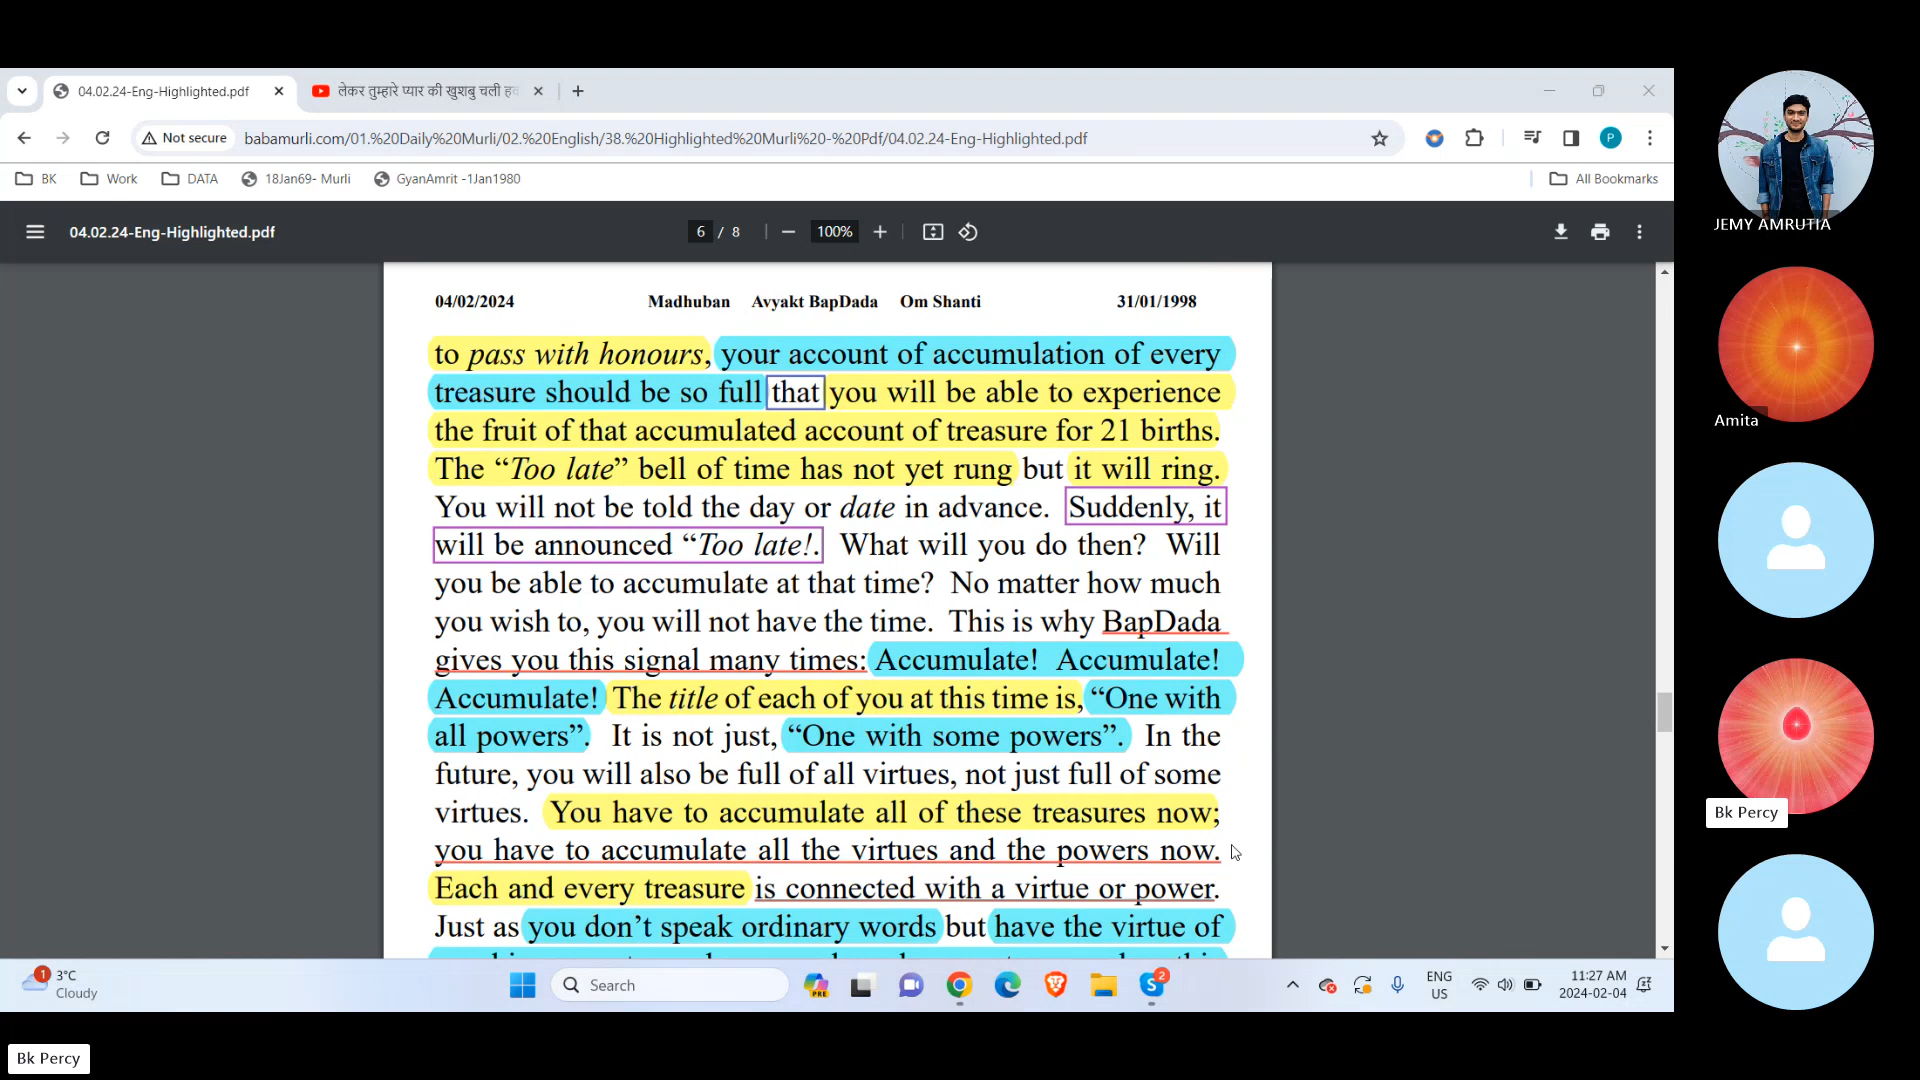 04.02.24-Eng-Highlighted.pdf
लेकर तुम्हारे प्यार की खुशबु चली
Not secure
babamurli.com/01.%20Daily%20Murli/02.%20English/38.%20Highlighted%20Murli%20-%20Pdf/04.02.24-Eng-Highlighted.pdf
P
BK
Work
DATA
18Jan69- Murli
GyanAmrit -1Jan1980
All Bookmarks
04.02.24-Eng-Highlighted.pdf
6 / 8
100%
04/02/2024 Madhuban Avyakt BapDada Om Shanti 31/01/1998
to pass with honours, your account of accumulation of every
treasure should be so full that you will be able to experience
the fruit of that accumulated account of treasure for 21 births.
The “Too late” bell of time has not yet rung but it will ring.
You will not be told the day or date in advance. Suddenly, it
will be announced “Too late!. What will you do then? Will
you be able to accumulate at that time? No matter how much
you wish to, you will not have the time. This is why BapDada
gives you this signal many times: Accumulate! Accumulate!
Accumulate! The title of each of you at this time is, “One with
all powers”. It is not just, “One with some powers”. In the
future, you will also be full of all virtues, not just full of some
virtues. You have to accumulate all of these treasures now;
you have to accumulate all the virtues and the powers now.
Each and every treasure is connected with a virtue or power.
Just as you don’t speak ordinary words but have the virtue of
JEMY AMRUTIA
Amita
Bk Percy
1
3°C
Cloudy
Search
PRE
2
ENG
US
11:27 AM
2024-02-04
Bk Percy